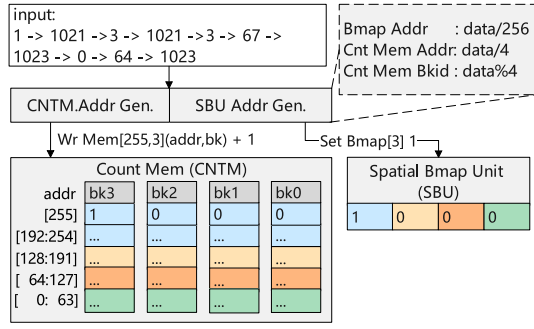 input:
1 -> 1021 ->3 -> 1021 ->3 -> 67 ->
1023 -> 0 -> 64 -> 1023
Bmap Addr : data/256
Cnt Mem Addr: data/4
Cnt Mem Bkid : data%4
CNTM.Addr Gen. SBU Addr Gen.
Wr Mem[255,3](addr,bk) + 1
Set Bmap[3] 1
Count Mem (CNTM)
addr bk3 bk2 bk1 bk0
[255] 1 0 0 0
[192:254] ... ... ... ...
[128:191] ... ... ... ...
[ 64:127] ... ... ... ...
[ 0: 63] ... ... ... ...
Spatial Bmap Unit
(SBU)
1 0 0 0